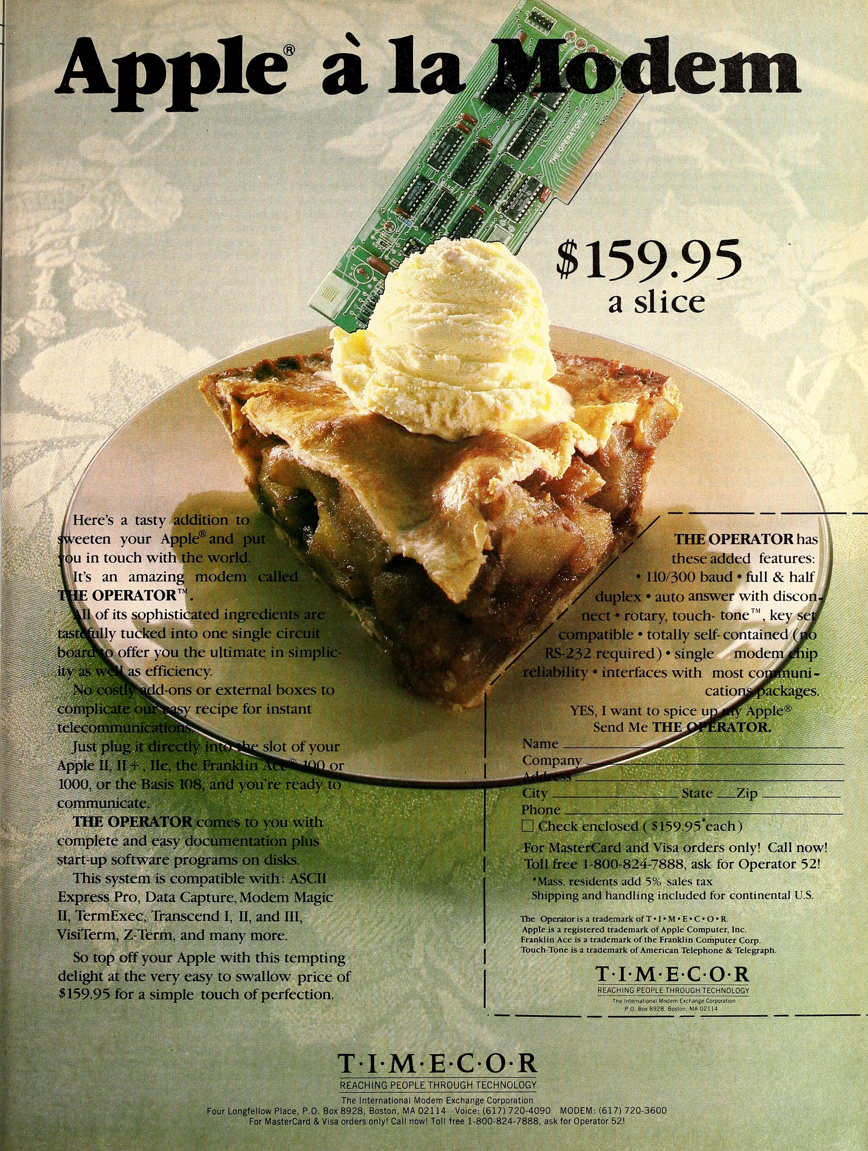 Apple® à la Modem
THE OPERATOR™
$159.95
a slice
Here's a tasty addition to
sweeten your Apple® and put
you in touch with the world.
It's an amazing modem called
THE OPERATOR™.
All of its sophisticated ingredients are
tastefully tucked into one single circuit
board to offer you the ultimate in simplic-
ity as well as efficiency.
No costly add-ons or external boxes to
complicate our easy recipe for instant
telecommunications.
Just plug it directly into the slot of your
Apple II, II+, IIe, the Franklin Ace® 100 or
1000, or the Basis 108, and you're ready to
communicate.
THE OPERATOR comes to you with
complete and easy documentation plus
start-up software programs on disks.
This system is compatible with: ASCII
Express Pro, Data Capture, Modem Magic
II, TermExec, Transcend I, II, and III,
VisiTerm, Z-Term, and many more.
So top off your Apple with this tempting
delight at the very easy to swallow price of
$159.95 for a simple touch of perfection.
THE OPERATOR has
these added features:
• 110/300 baud • full & half
duplex • auto answer with discon-
nect • rotary, touch-tone™, key set
compatible • totally self-contained (no
RS-232 required) • single modem chip
reliability • interfaces with most communi-
cations packages.
YES, I want to spice up my Apple®
Send Me THE OPERATOR.
Name
Company
Address
City State Zip
Phone
☐ Check enclosed ($159.95* each)
For MasterCard and Visa orders only! Call now!
Toll free 1-800-824-7888, ask for Operator 52!
*Mass. residents add 5% sales tax
Shipping and handling included for continental U.S.
The Operator is a trademark of T•I•M•E•C•O•R.
Apple is a registered trademark of Apple Computer, Inc.
Franklin Ace is a trademark of the Franklin Computer Corp.
Touch-Tone is a trademark of American Telephone & Telegraph.
T·I·M·E·C·O·R
REACHING PEOPLE THROUGH TECHNOLOGY
The International Modem Exchange Corporation
P.O. Box 8928, Boston, MA 02114
T·I·M·E·C·O·R
REACHING PEOPLE THROUGH TECHNOLOGY
The International Modem Exchange Corporation
Four Longfellow Place, P.O. Box 8928, Boston, MA 02114 Voice: (617) 720-4090 MODEM: (617) 720-3600
For MasterCard & Visa orders only! Call now! Toll free 1-800-824-7888, ask for Operator 52!